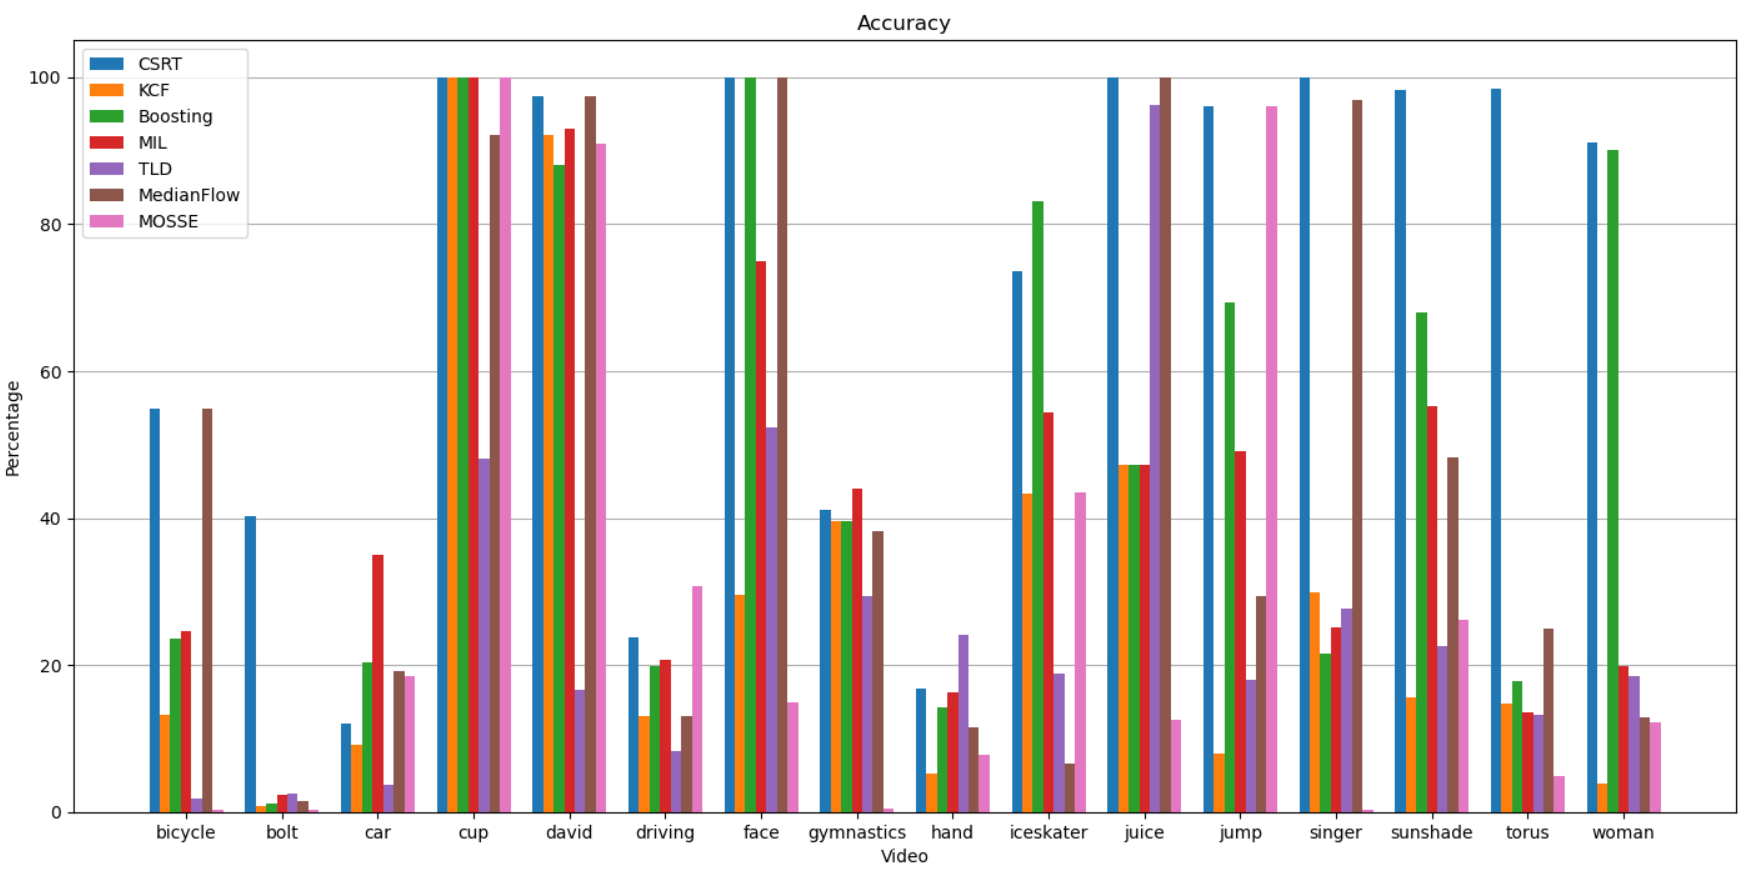 Accuracy
CSRT
KCF
Boosting
MIL
TLD
MedianFlow
MOSSE
100
80
60
40
20
0
Percentage
bicycle bolt car cup david driving face gymnastics hand iceskater juice jump singer sunshade torus woman
Video